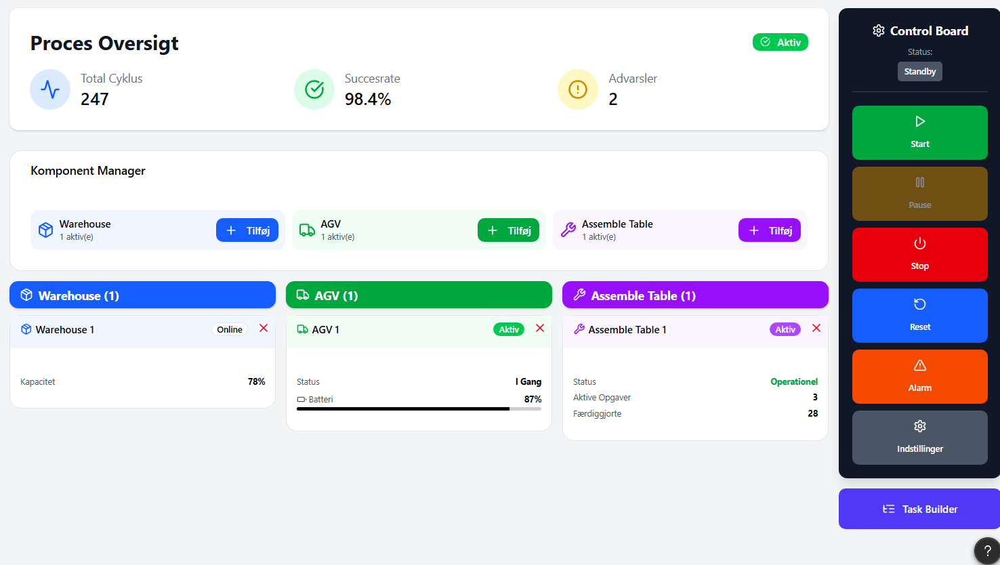 Proces Oversigt
Aktiv
Total Cyklus
247
Succesrate
98.4%
Advarsler
2
Komponent Manager
Warehouse
1 aktiv(e)
Tilføj
AGV
1 aktiv(e)
Tilføj
Assemble Table
1 aktiv(e)
Tilføj
Warehouse (1)
Warehouse 1
Online
Kapacitet
78%
AGV (1)
AGV 1
Aktiv
Status
I Gang
Batteri
87%
Assemble Table (1)
Assemble Table 1
Aktiv
Status
Operationel
Aktive Opgaver
3
Færdiggjorte
28
Control Board
Status:
Standby
Start
Pause
Stop
Reset
Alarm
Indstillinger
Task Builder
?